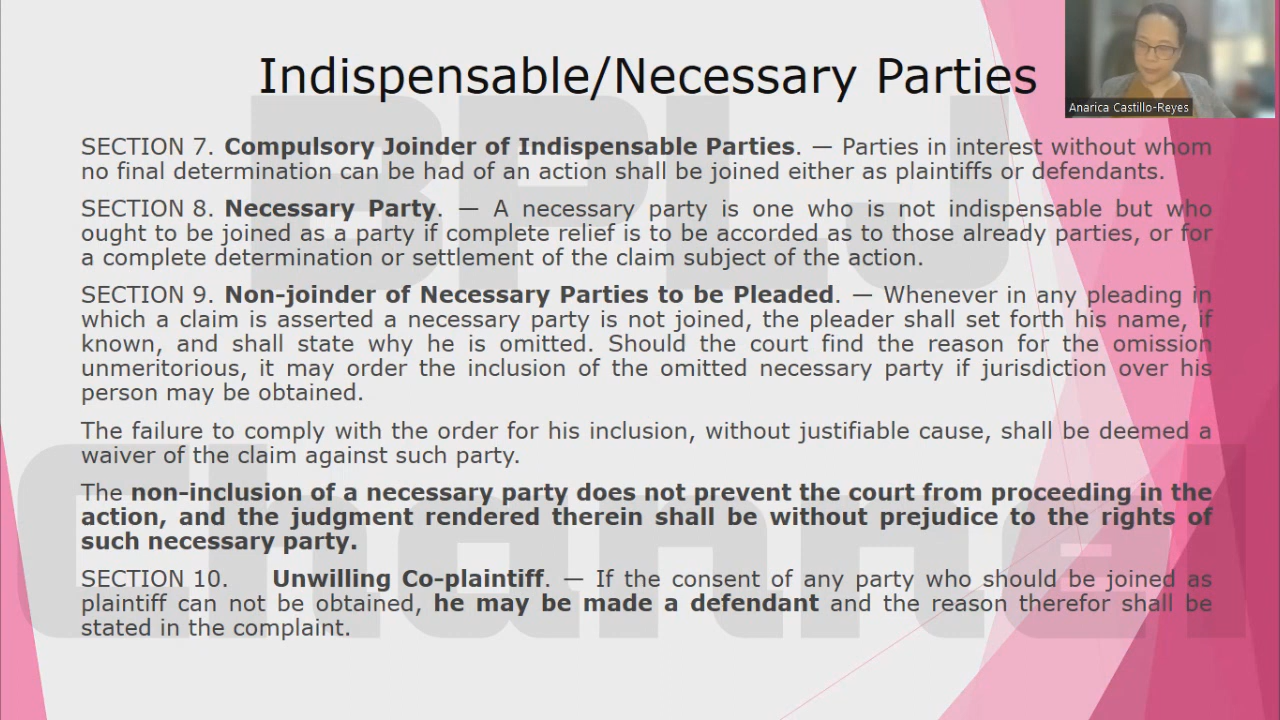 Indispensable/Necessary Parties
Anarica Castillo-Reyes
SECTION 7. Compulsory Joinder of Indispensable Parties. — Parties in interest without whom
no final determination can be had of an action shall be joined either as plaintiffs or defendants.
SECTION 8. Necessary Party. — A necessary party is one who is not indispensable but who
ought to be joined as a party if complete relief is to be accorded as to those already parties, or for
a complete determination or settlement of the claim subject of the action.
SECTION 9. Non-joinder of Necessary Parties to be Pleaded. — Whenever in any pleading in
which a claim is asserted a necessary party is not joined, the pleader shall set forth his name, if
known, and shall state why he is omitted. Should the court find the reason for the omission
unmeritorious, it may order the inclusion of the omitted necessary party if jurisdiction over his
person may be obtained.
The failure to comply with the order for his inclusion, without justifiable cause, shall be deemed a
waiver of the claim against such party.
The non-inclusion of a necessary party does not prevent the court from proceeding in the
action, and the judgment rendered therein shall be without prejudice to the rights of
such necessary party.
SECTION 10. Unwilling Co-plaintiff. — If the consent of any party who should be joined as
plaintiff can not be obtained, he may be made a defendant and the reason therefor shall be
stated in the complaint.
BPLJ
Channel